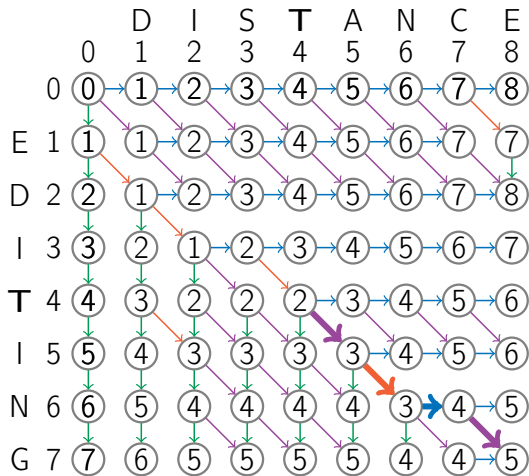 D I S T A N C E
0 1 2 3 4 5 6 7 8
0 0 1 2 3 4 5 6 7 8
E 1 1 1 2 3 4 5 6 7 7
D 2 2 1 2 3 4 5 6 7 8
I 3 3 2 1 2 3 4 5 6 7
T 4 4 3 2 2 2 3 4 5 6
I 5 5 4 3 3 3 3 4 5 6
N 6 6 5 4 4 4 4 3 4 5
G 7 7 6 5 5 5 5 4 4 5